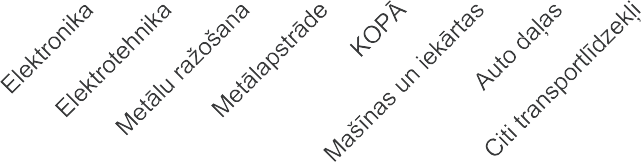 Elektronika
Elektrotehnika
Metālu ražošana
Metālapstrāde
KOPĀ
Mašīnas un iekārtas
Auto daļas
Citi transportlīdzekļi